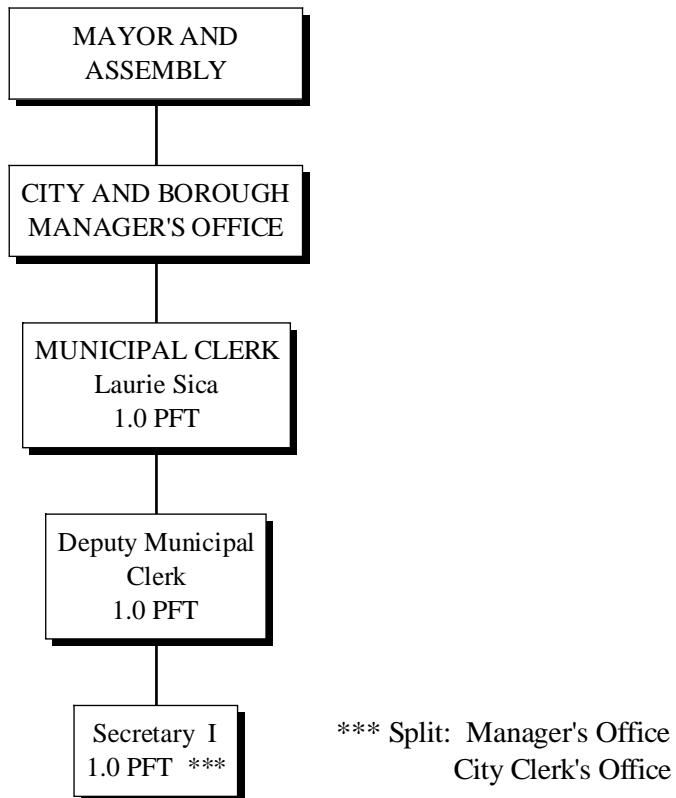 MAYOR AND
ASSEMBLY
CITY AND BOROUGH
MANAGER'S OFFICE
MUNICIPAL CLERK
Laurie Sica
1.0 PFT
Deputy Municipal
Clerk
1.0 PFT
Secretary I
1.0 PFT ***
*** Split: Manager's Office
City Clerk's Office